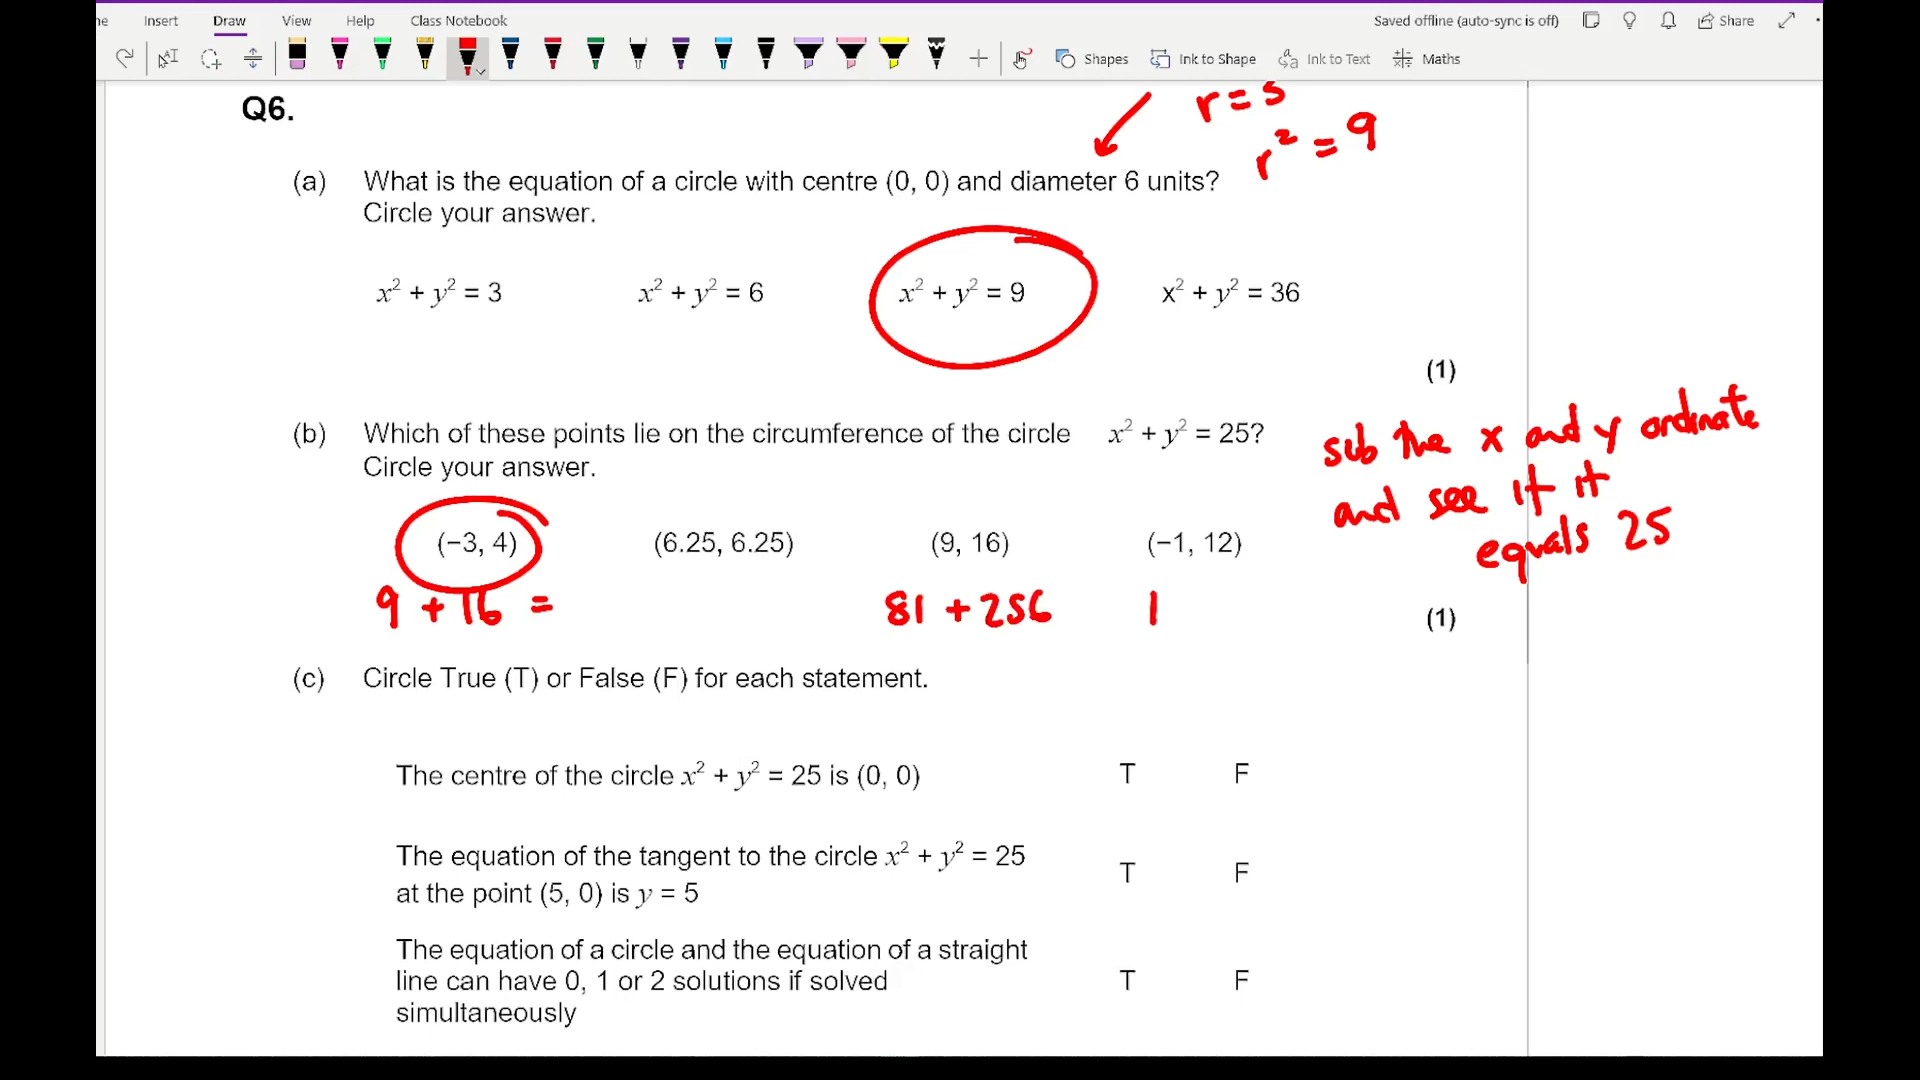 Insert Draw View Help Class Notebook Saved offline (auto-sync is off) Share
Shapes Ink to Shape Ink to Text Maths
Q6.
r²=9
(a) What is the equation of a circle with centre (0, 0) and diameter 6 units?
Circle your answer.
x² + y² = 3 x² + y² = 6 x² + y² = 9 x² + y² = 36
(1)
(b) Which of these points lie on the circumference of the circle x² + y² = 25?
Circle your answer.
sub the x and y ordinate
and see if it
equals 25
(−3, 4) (6.25, 6.25) (9, 16) (−1, 12)
9 + 16 = 81 + 256 1
(1)
(c) Circle True (T) or False (F) for each statement.
The centre of the circle x² + y² = 25 is (0, 0) T F
The equation of the tangent to the circle x² + y² = 25
at the point (5, 0) is y = 5 T F
The equation of a circle and the equation of a straight
line can have 0, 1 or 2 solutions if solved T F
simultaneously